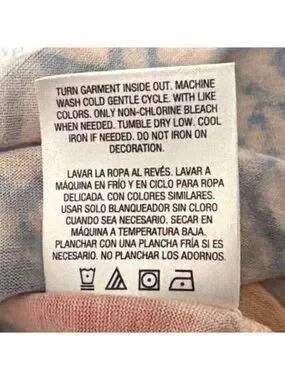 TURN GARMENT INSIDE OUT. MACHINE
WASH COLD GENTLE CYCLE. WITH LIKE
COLORS. ONLY NON-CHLORINE BLEACH
WHEN NEEDED. TUMBLE DRY LOW. COOL
IRON IF NEEDED. DO NOT IRON ON
DECORATION.
LAVAR LA ROPA AL REVÉS. LAVAR A
MÁQUINA EN FRÍO Y EN CICLO PARA ROPA
DELICADA. CON COLORES SIMILARES.
USAR SOLO BLANQUEADOR SIN CLORO
CUANDO SEA NECESARIO. SECAR EN
MÁQUINA A TEMPERATURA BAJA.
PLANCHAR CON UNA PLANCHA FRÍA SI ES
NECESARIO. NO PLANCHAR LOS ADORNOS.